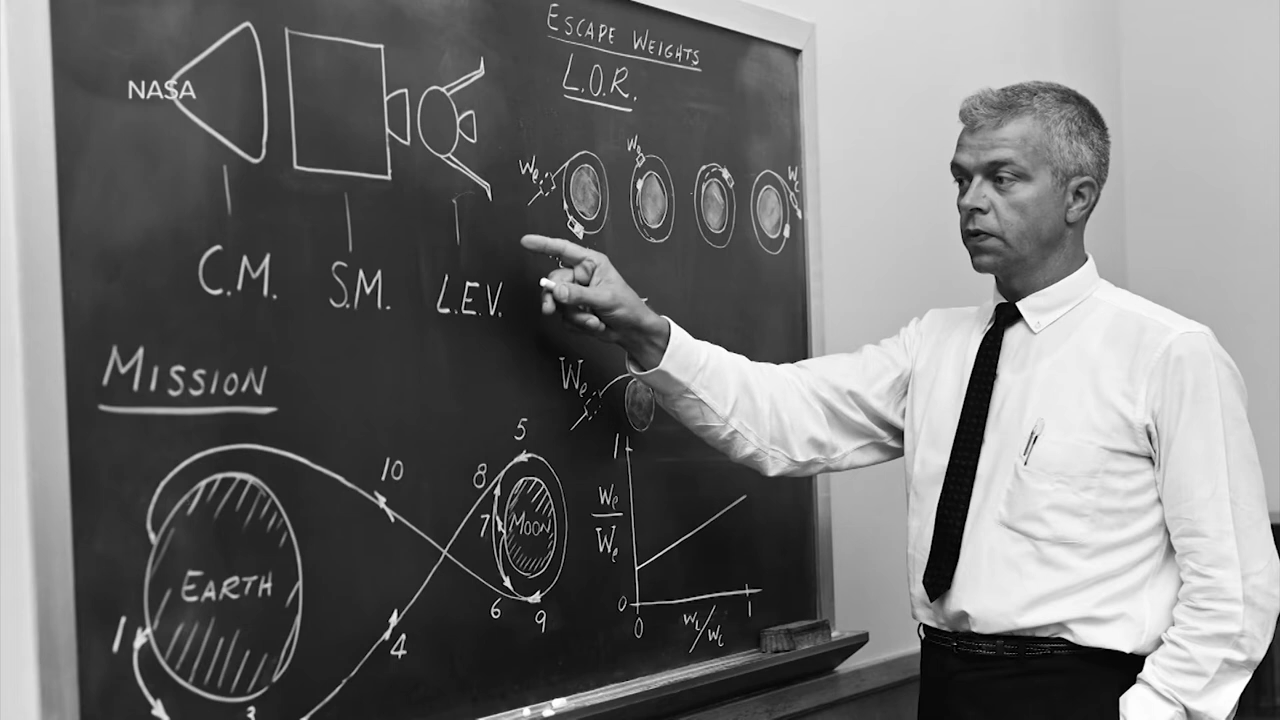 ESCAPE WEIGHTS
L.O.R.
NASA
We
Wo
C.M.
S.M.
L.E.V.
MISSION
We
EARTH
MOON
1
3
4
5
6
7
8
9
10
1
We
We
0
0
1